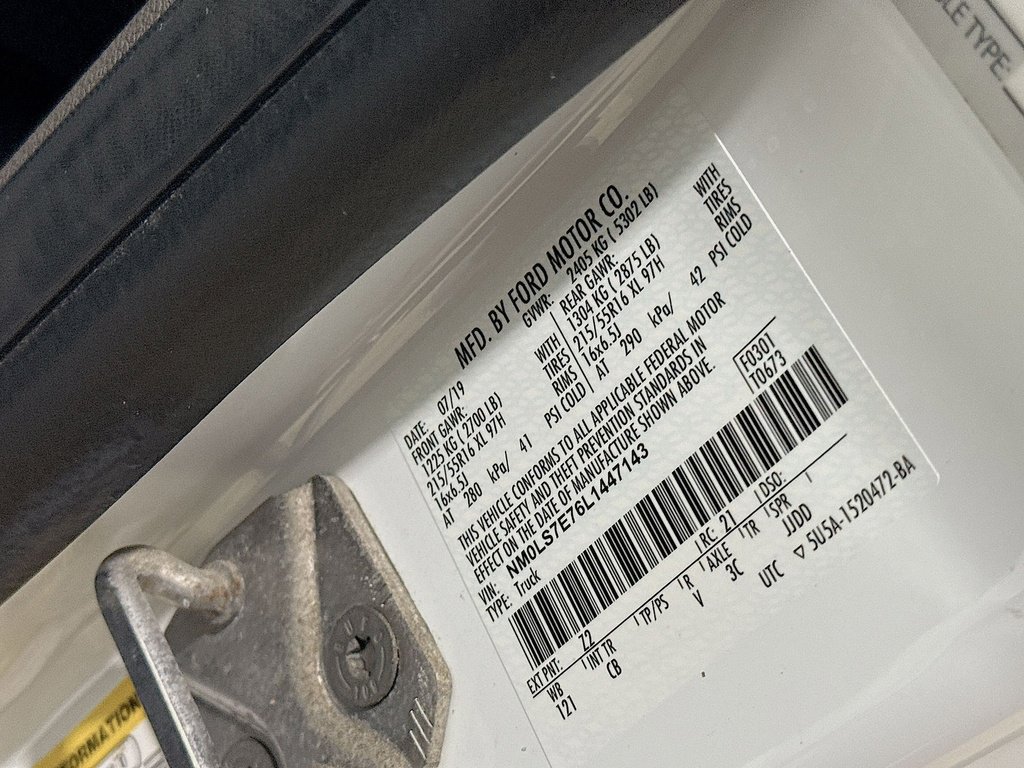 LE TYPE
MFD. BY FORD MOTOR CO.
DATE: 07/19 GVWR: 2405 KG ( 5302 LB)
FRONT GAWR: REAR GAWR:
1225 KG ( 2700 LB) WITH 1304 KG ( 2875 LB) WITH
215/55R16 XL 97H TIRES 215/55R16 XL 97H TIRES
16x6.5J RIMS 16x6.5J RIMS
AT 280 kPa/ 41 PSI COLD AT 290 kPa/ 42 PSI COLD
THIS VEHICLE CONFORMS TO ALL APPLICABLE FEDERAL MOTOR
VEHICLE SAFETY AND THEFT PREVENTION STANDARDS IN
EFFECT ON THE DATE OF MANUFACTURE SHOWN ABOVE.
VIN: NM0LS7E76L1447143 F030T
TYPE: Truck T0673
EXT PNT: Z2 RC: 21 DSO:
WB INT TR TP/PS R AXLE TR SPR
121 CB V 3C JJDD
UTC ▽ 5U5A-1520472-BA
ORMATION